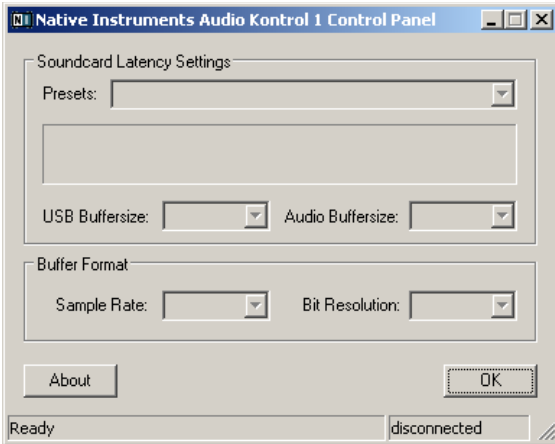 Native Instruments Audio Kontrol 1 Control Panel
Soundcard Latency Settings
Presets:
USB Buffersize: Audio Buffersize:
Buffer Format
Sample Rate: Bit Resolution:
About OK
Ready disconnected